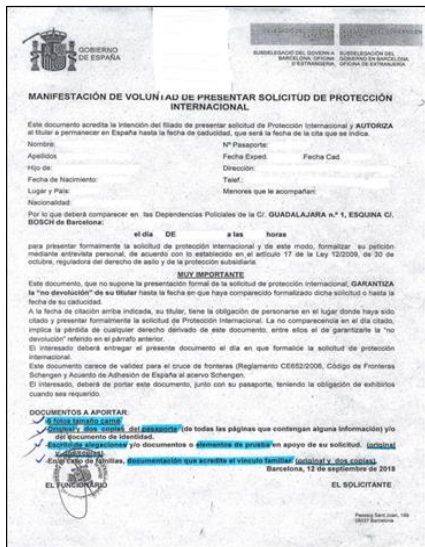 GOBIERNO
DE ESPAÑA
SUBDELEGACIÓ DEL GOVERN A
BARCELONA. OFICINA
D'ESTRANGERIA
SUBDELEGACIÓN DEL
GOBIERNO EN BARCELONA.
OFICINA DE EXTRANJERÍA
MANIFESTACIÓN DE VOLUNTAD DE PRESENTAR SOLICITUD DE PROTECCIÓN
INTERNACIONAL
Este documento acredita la intención del filiado de presentar solicitud de Protección Internacional y AUTORIZA
al titular a permanecer en España hasta la fecha de caducidad, que será la fecha de la cita que se indica.
Nombre:
Nº Pasaporte:
Apellidos
Fecha Exped.
Fecha Cad.
Hijo de:
Dirección:
Fecha de Nacimiento:
Telef.:
Lugar y País:
Menores que le acompañan:
Nacionalidad:
Por lo que deberá comparecer en las Dependencias Policiales de la C/. GUADALAJARA n.º 1, ESQUINA C/.
BOSCH de Barcelona:
el día DE a las horas
para presentar formalmente la solicitud de protección internacional y de este modo, formalizar su petición
mediante entrevista personal, de acuerdo con lo establecido en el artículo 17 de la Ley 12/2009, de 30 de
octubre, reguladora del derecho de asilo y de la protección subsidiaria.
MUY IMPORTANTE
Este documento, que no supone la presentación formal de la solicitud de protección internacional, GARANTIZA
la "no devolución" de su titular hasta la fecha en que haya comparecido formalizado dicha solicitud o hasta la
fecha de su caducidad.
A la fecha de citación arriba indicada, su titular, tiene la obligación de personarse en el lugar donde haya sido
citado y presentar formalmente la solicitud de Protección Internacional. La no comparecencia en el día citado,
implica la pérdida de cualquier derecho derivado de este documento, entre ellos el de garantizarle la "no
devolución" referido en el párrafo anterior.
El interesado deberá entregar el presente documento el día en que formalice la solicitud de protección
internacional.
Este documento carece de validez para el cruce de fronteras (Reglamento CE562/2006, Código de Fronteras
Schengen y Acuerdo de Adhesión de España al acervo Schengen.
El interesado, deberá de portar este documento, junto con su pasaporte, teniendo la obligación de exhibirlos
cuando sea requerido.
DOCUMENTOS A APORTAR:
fotos tamaño carné
Original y dos copias del pasaporte (de todas las páginas que contengan alguna información) y/o
del documento de identidad.
Escrito de alegaciones y/o documentos o elementos de prueba en apoyo de su solicitud. (original
y dos copias)
En el caso de familias, documentación que acredite el vínculo familiar (original y dos copias).
Barcelona, 12 de septiembre de 2018
EL FUNCIONARIO
EL SOLICITANTE
Passeig Sant Joan, 189
08037 Barcelona